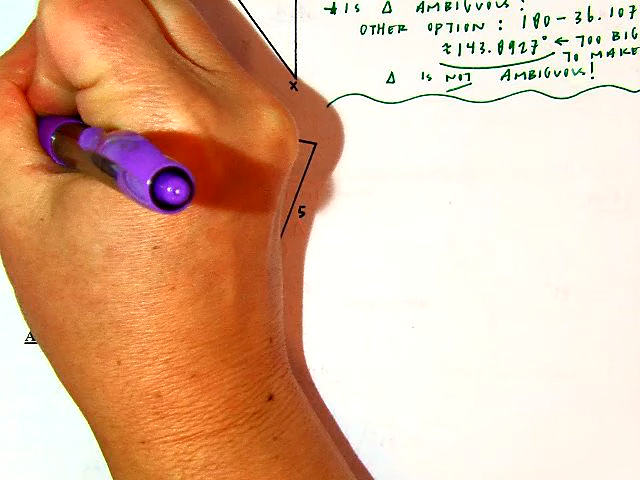 * IS Δ AMBIGUOUS?
OTHER OPTION: 180 - 36.107
≈ 143.8927° ← TOO BIG
TO MAKE
Δ IS NOT AMBIGUOUS!
x
5
A